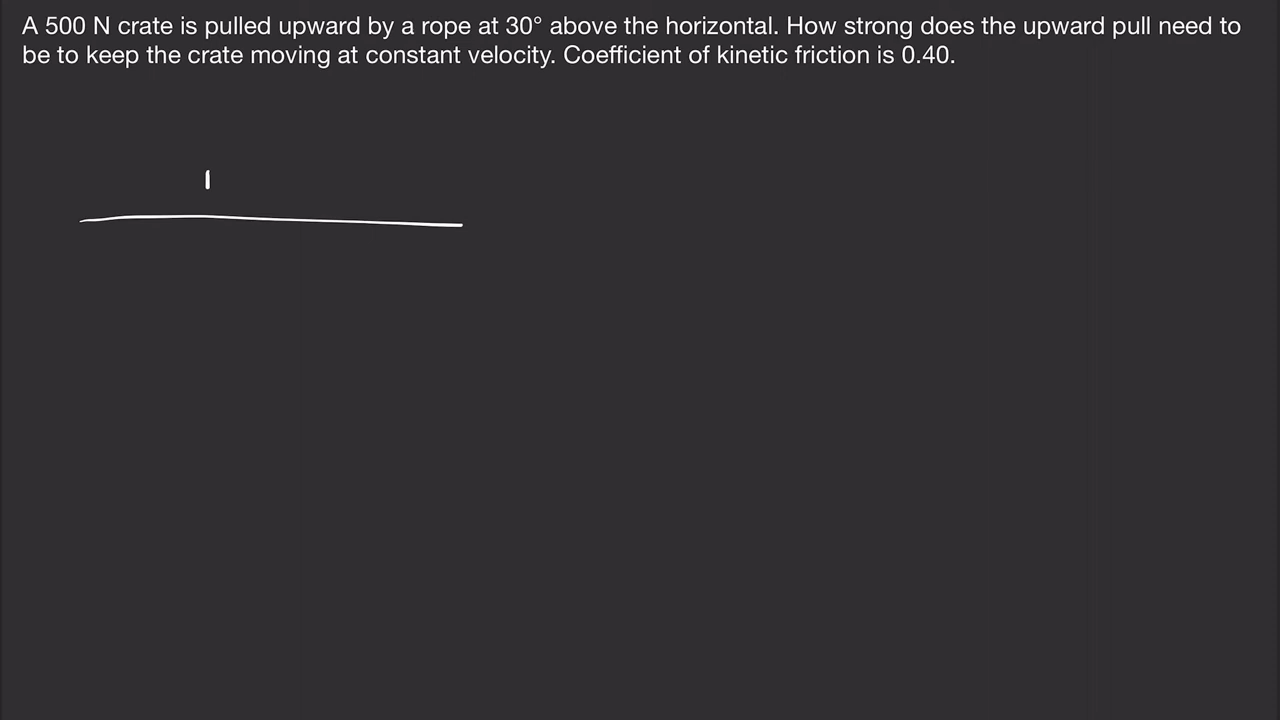 A 500 N crate is pulled upward by a rope at 30° above the horizontal. How strong does the upward pull need to
be to keep the crate moving at constant velocity. Coefficient of kinetic friction is 0.40.